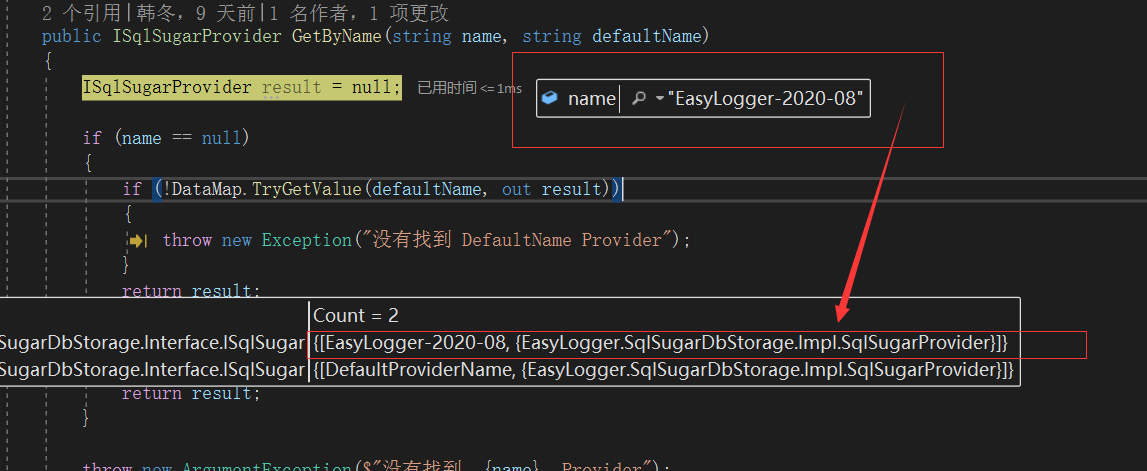 2 个引用|韩冬，9 天前|1 名作者，1 项更改
public ISqlSugarProvider GetByName(string name, string defaultName)
{
ISqlSugarProvider result = null; 已用时间 <= 1ms
name "EasyLogger-2020-08"
if (name == null)
{
if (!DataMap.TryGetValue(defaultName, out result))
{
throw new Exception("没有找到 DefaultName Provider");
}
return result;
Count = 2
SugarDbStorage.Interface.ISqlSugar {[EasyLogger-2020-08, {EasyLogger.SqlSugarDbStorage.Impl.SqlSugarProvider}]}
SugarDbStorage.Interface.ISqlSugar {[DefaultProviderName, {EasyLogger.SqlSugarDbStorage.Impl.SqlSugarProvider}]}
return result;
}
throw new ArgumentException($"没有找到 {name} Provider");